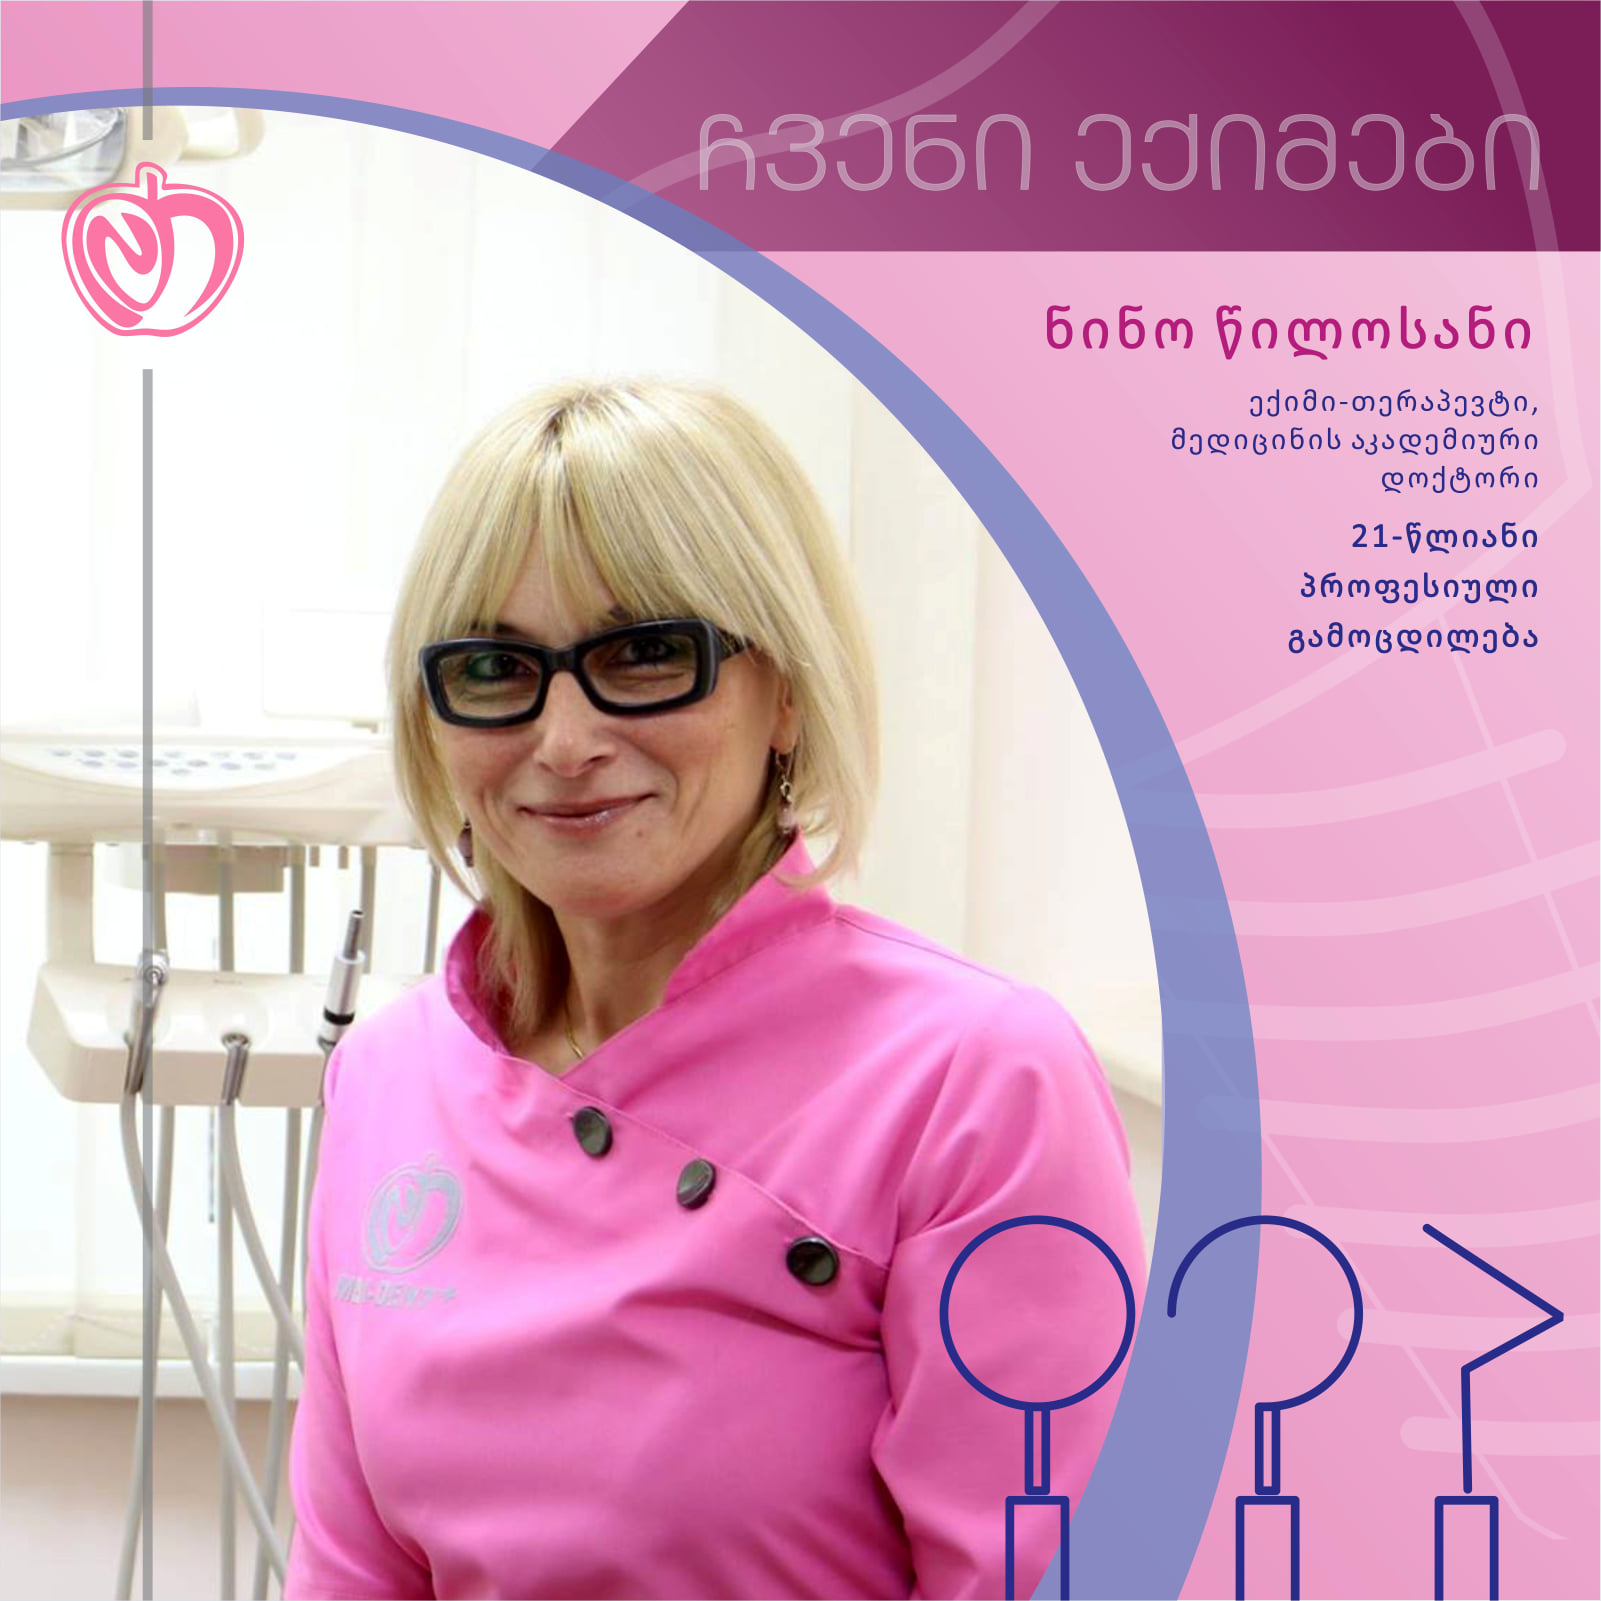 ჩვენი ექიმები
ნინო წილოსანი
ექიმი-თერაპევტი,
მედიცინის აკადემიური
დოქტორი
21-წლიანი
პროფესიული
გამოცდილება